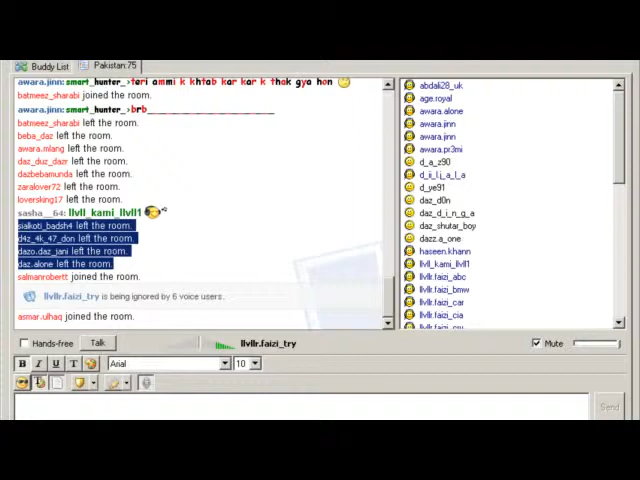 Buddy List
Pakistan:75
awara.jinn: smart_hunter_>teri ammi k khtab kar kar k thak gya hon
batmeez_sharabi joined the room.
awara.jinn: smart_hunter_>brb
batmeez_sharabi left the room.
beba_daz left the room.
awara.mlang left the room.
daz_duz_dazr left the room.
dazbebamunda left the room.
zaralover72 left the room.
loversking17 left the room.
sasha__64: llvll_kami_llvll1
sialkoti_badsh4 left the room.
d4z_4k_47_don left the room.
dazo.daz_jani left the room.
daz.alone left the room.
salmanrobertt joined the room.
llvllr.faizi_try is being ignored by 6 voice users.
asmar.ulhaq joined the room.
abdali28_uk
age.royal
awara.alone
awara.jinn
awara.jinn
awara.pr3mi
d_a_z90
d_ii_l_j_a_l_a
d_ye91
daz_d0n
daz_d_i_n_g_a
daz_shutar_boy
dazz.a_one
haseen.khann
llvll_kami_llvll1
llvllr.faizi_abc
llvllr.faizi_bmw
llvllr.faizi_car
llvllr.faizi_cia
Hands-free
Talk
llvllr.faizi_try
Mute
B I U T
Arial
10
Send